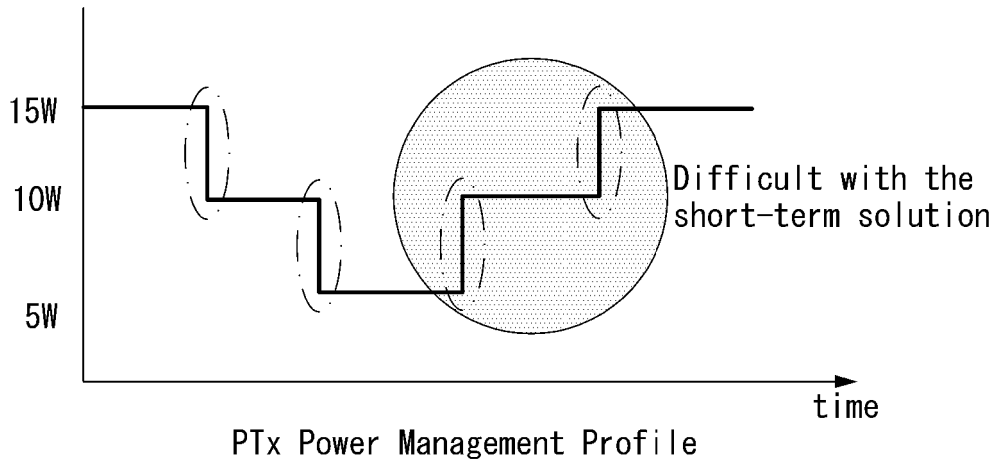 15W
10W
5W
Difficult with the
short-term solution
time
PTx Power Management Profile